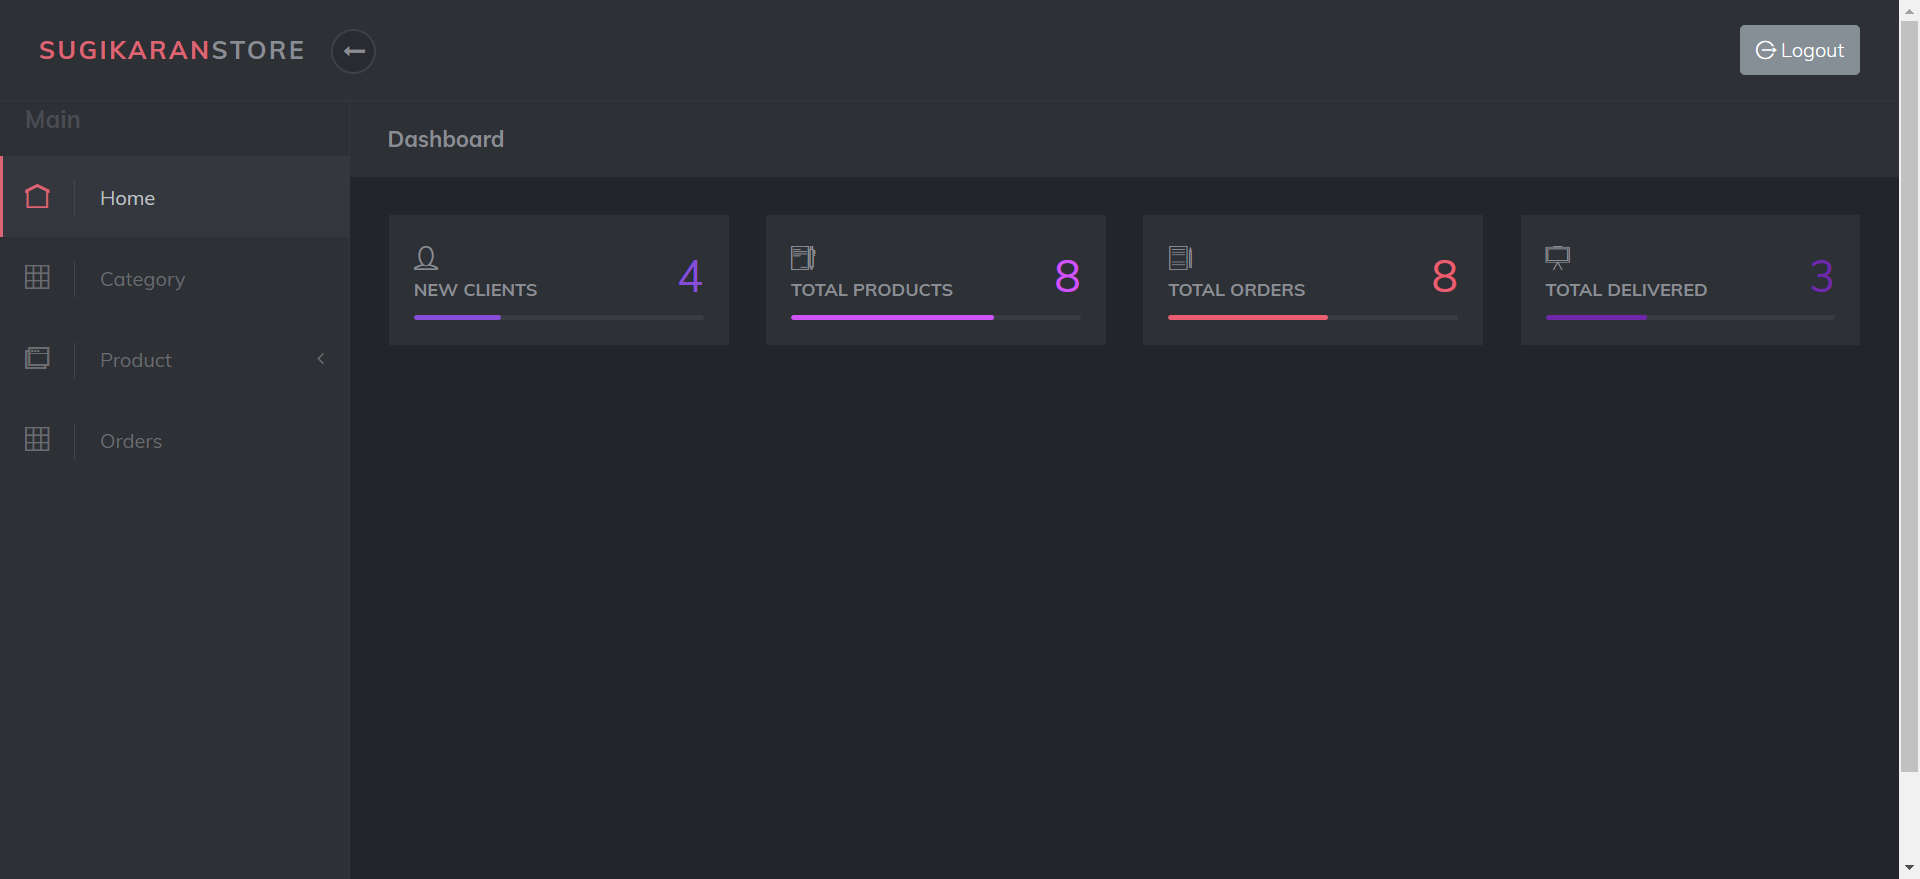 SUGIKARANSTORE
Logout
Main
Home
Category
Product
Orders
Dashboard
NEW CLIENTS
4
TOTAL PRODUCTS
8
TOTAL ORDERS
8
TOTAL DELIVERED
3